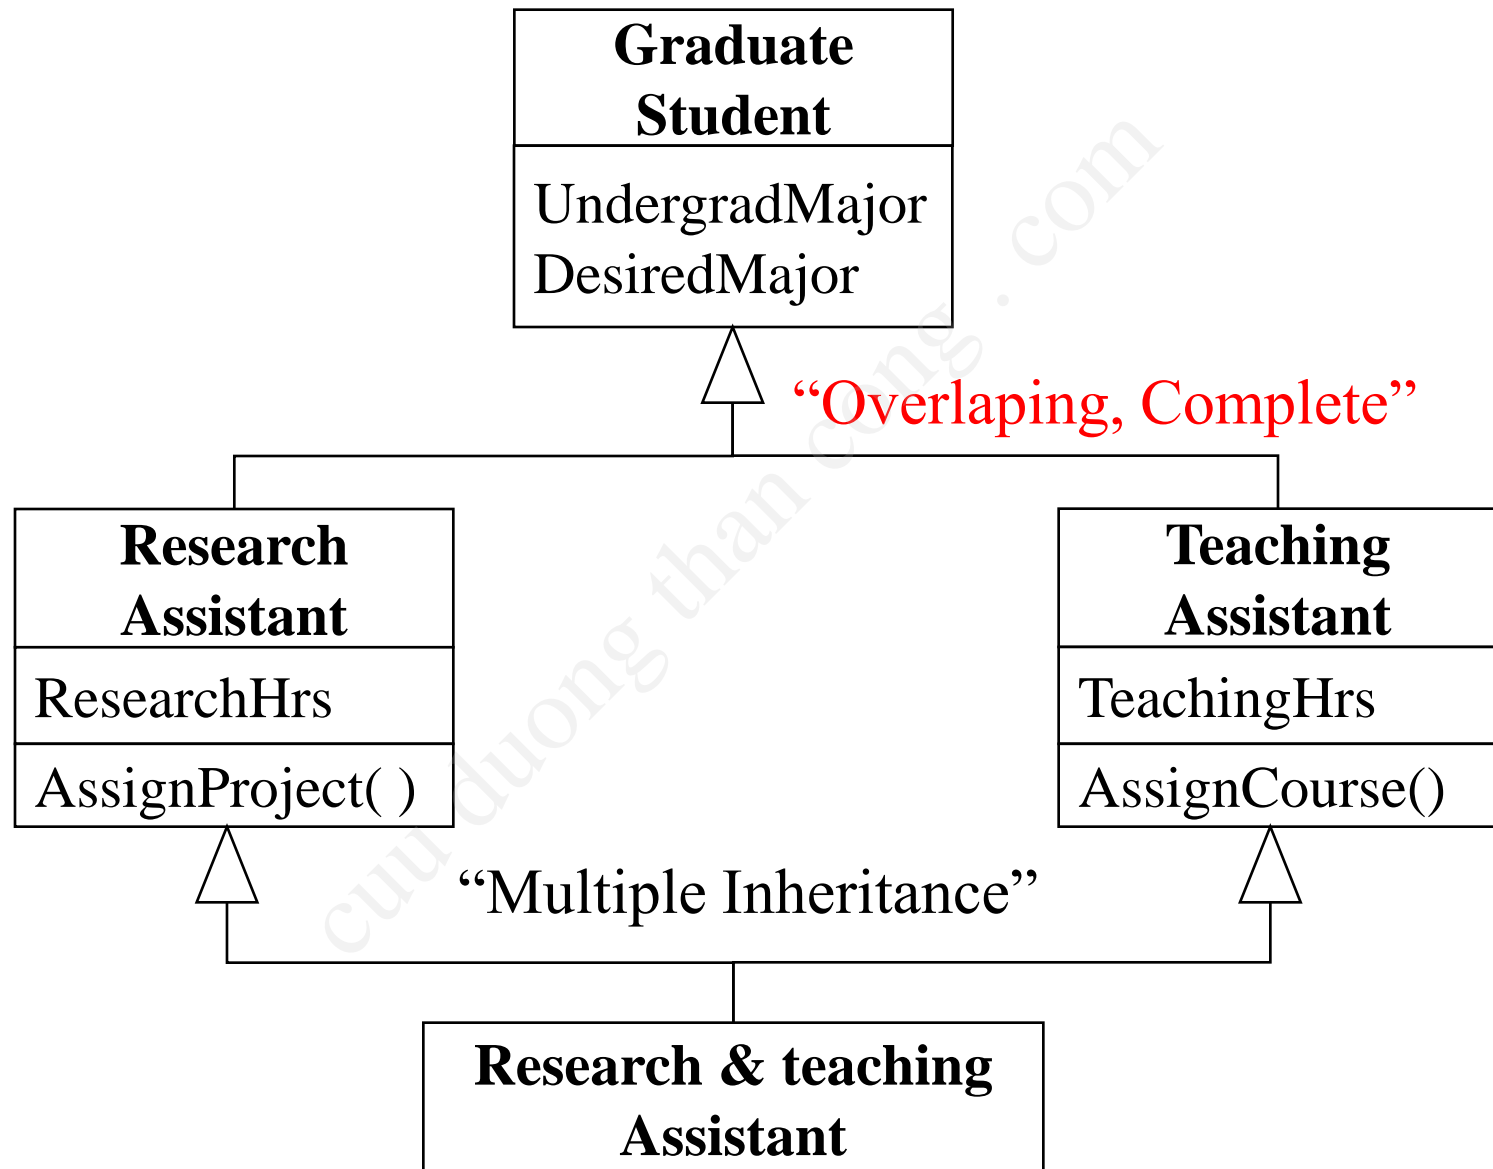 Graduate
Student
UndergradMajor
DesiredMajor
“Overlaping, Complete”
Research
Assistant
ResearchHrs
AssignProject( )
Teaching
Assistant
TeachingHrs
AssignCourse()
“Multiple Inheritance”
Research & teaching
Assistant
cuu duong than cong . com